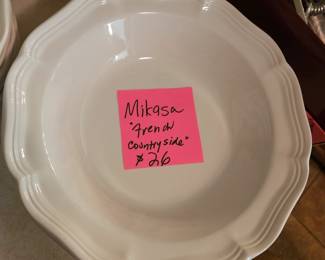 Mikasa
"French
Countryside"
$26